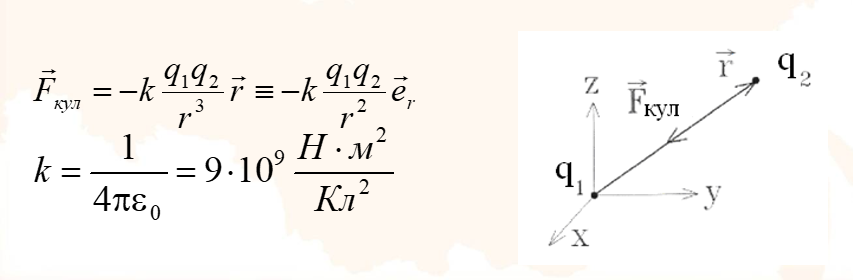 F⃗кул = −k q₁q₂/r³ r⃗ ≡ −k q₁q₂/r² e⃗ᵣ
k = 1/4πε₀ = 9·10⁹ Н·м²/Кл²
r⃗ q₂
z F⃗кул
q₁
y
x